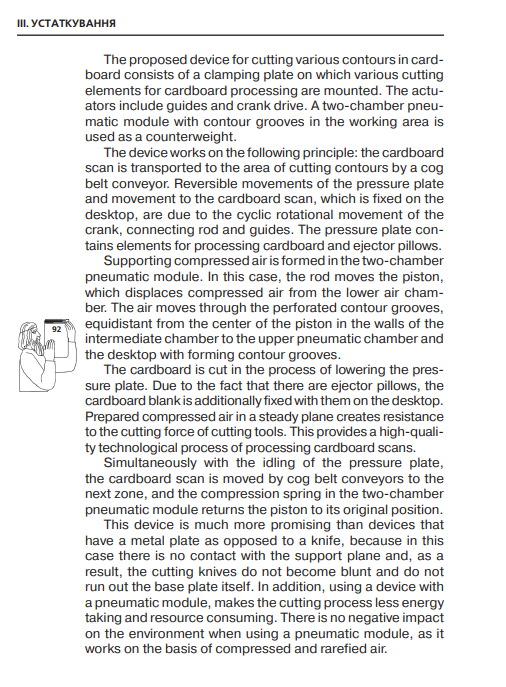 III. УСТАТКУВАННЯ
The proposed device for cutting various contours in card-
board consists of a clamping plate on which various cutting
elements for cardboard processing are mounted. The actu-
ators include guides and crank drive. A two-chamber pneu-
matic module with contour grooves in the working area is
used as a counterweight.
The device works on the following principle: the cardboard
scan is transported to the area of cutting contours by a cog
belt conveyor. Reversible movements of the pressure plate
and movement to the cardboard scan, which is fixed on the
desktop, are due to the cyclic rotational movement of the
crank, connecting rod and guides. The pressure plate con-
tains elements for processing cardboard and ejector pillows.
Supporting compressed air is formed in the two-chamber
pneumatic module. In this case, the rod moves the piston,
which displaces compressed air from the lower air cham-
ber. The air moves through the perforated contour grooves,
equidistant from the center of the piston in the walls of the
intermediate chamber to the upper pneumatic chamber and
the desktop with forming contour grooves.
92
The cardboard is cut in the process of lowering the pres-
sure plate. Due to the fact that there are ejector pillows, the
cardboard blank is additionally fixed with them on the desktop.
Prepared compressed air in a steady plane creates resistance
to the cutting force of cutting tools. This provides a high-quali-
ty technological process of processing cardboard scans.
Simultaneously with the idling of the pressure plate,
the cardboard scan is moved by cog belt conveyors to the
next zone, and the compression spring in the two-chamber
pneumatic module returns the piston to its original position.
This device is much more promising than devices that
have a metal plate as opposed to a knife, because in this
case there is no contact with the support plane and, as a
result, the cutting knives do not become blunt and do not
run out the base plate itself. In addition, using a device with
a pneumatic module, makes the cutting process less energy
taking and resource consuming. There is no negative impact
on the environment when using a pneumatic module, as it
works on the basis of compressed and rarefied air.